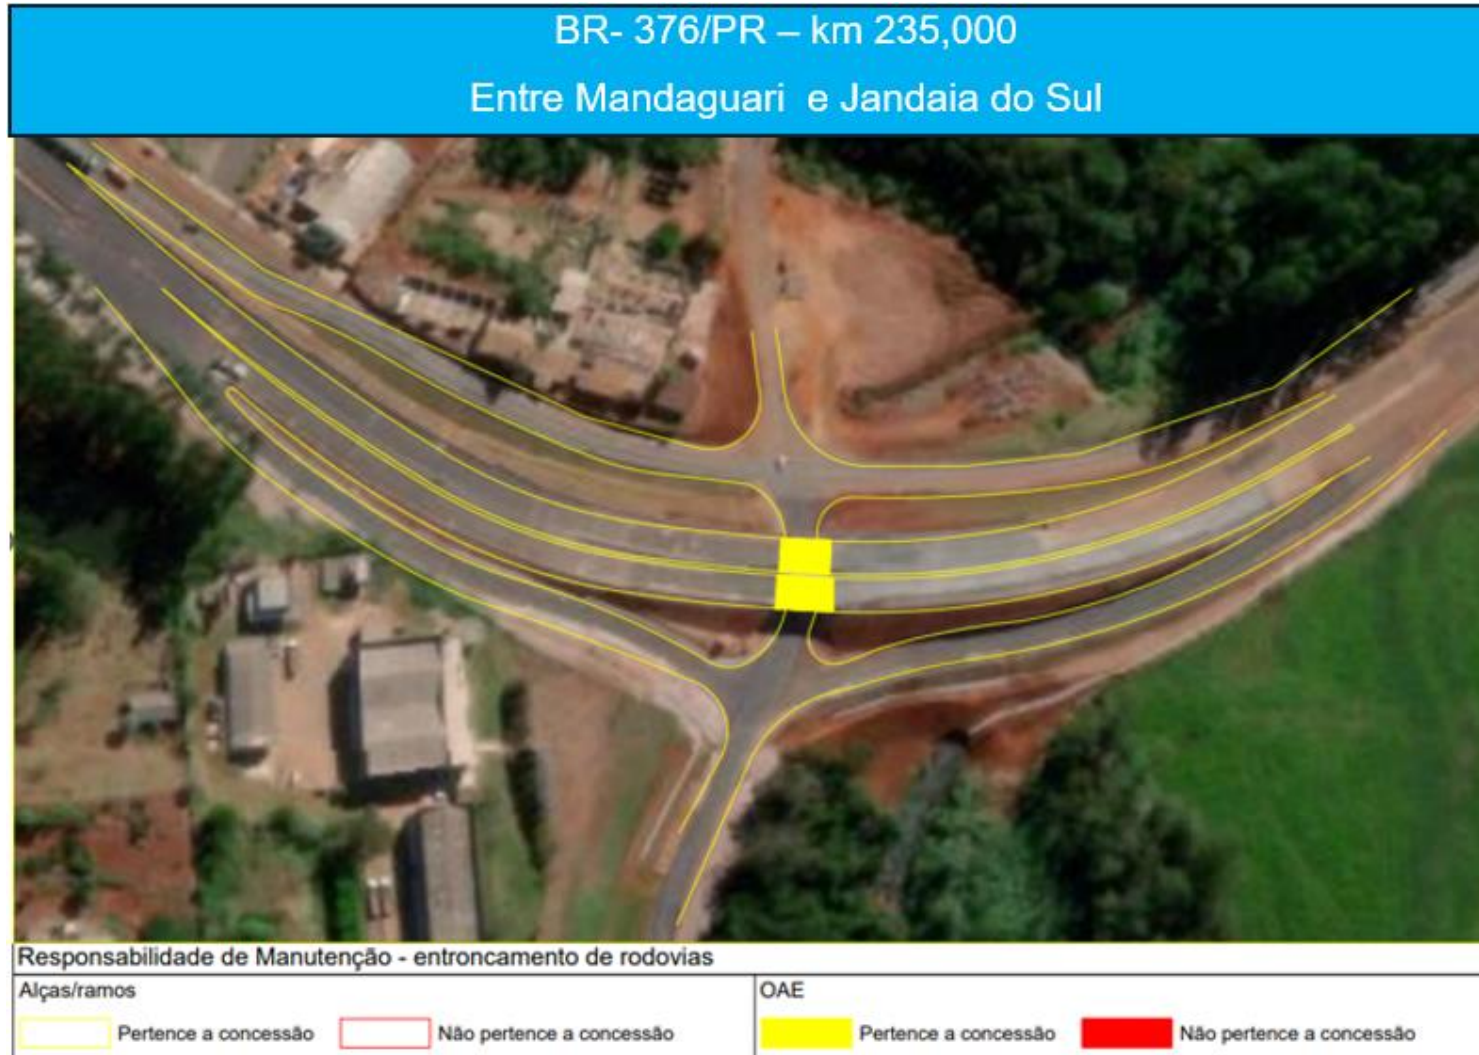 BR- 376/PR – km 235,000
Entre Mandaguari e Jandaia do Sul
Responsabilidade de Manutenção - entroncamento de rodovias
Alças/ramos
Pertence a concessão
Não pertence a concessão
OAE
Pertence a concessão
Não pertence a concessão